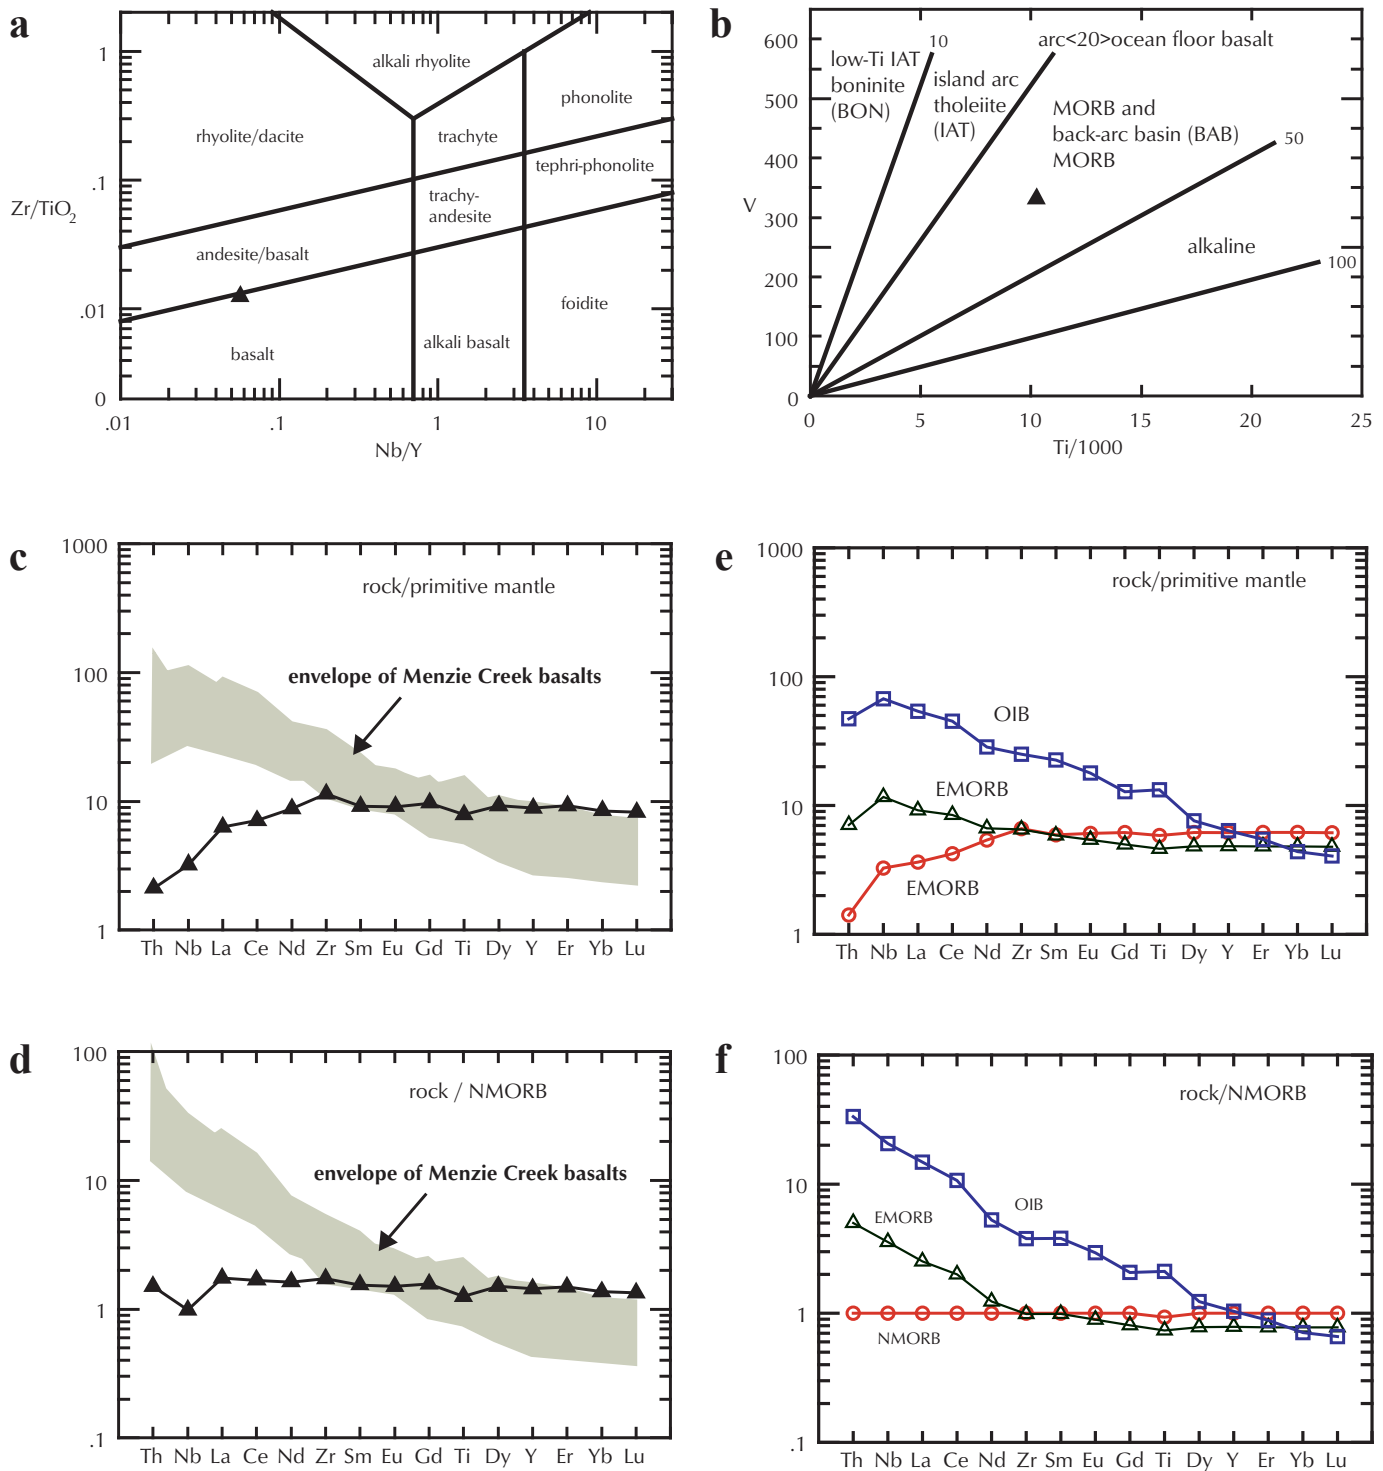 a
1
.1
.01
0
Zr/TiO2
alkali rhyolite
phonolite
rhyolite/dacite
trachyte
tephri-phonolite
trachy-
andesite
andesite/basalt
foidite
basalt
alkali basalt
.01
.1
1
10
Nb/Y
b
600
500
400
300
200
100
0
V
low-Ti IAT
boninite
(BON)
10
island arc
tholeiite
(IAT)
arc<20>ocean floor basalt
MORB and
back-arc basin (BAB)
MORB
50
alkaline
100
0
5
10
15
20
25
Ti/1000
c
1000
100
10
1
rock/primitive mantle
envelope of Menzie Creek basalts
Th Nb La Ce Nd Zr Sm Eu Gd Ti Dy Y Er Yb Lu
e
1000
100
10
1
rock/primitive mantle
OIB
EMORB
EMORB
Th Nb La Ce Nd Zr Sm Eu Gd Ti Dy Y Er Yb Lu
d
100
10
1
.1
rock / NMORB
envelope of Menzie Creek basalts
Th Nb La Ce Nd Zr Sm Eu Gd Ti Dy Y Er Yb Lu
f
100
10
1
.1
rock/NMORB
EMORB
OIB
NMORB
Th Nb La Ce Nd Zr Sm Eu Gd Ti Dy Y Er Yb Lu